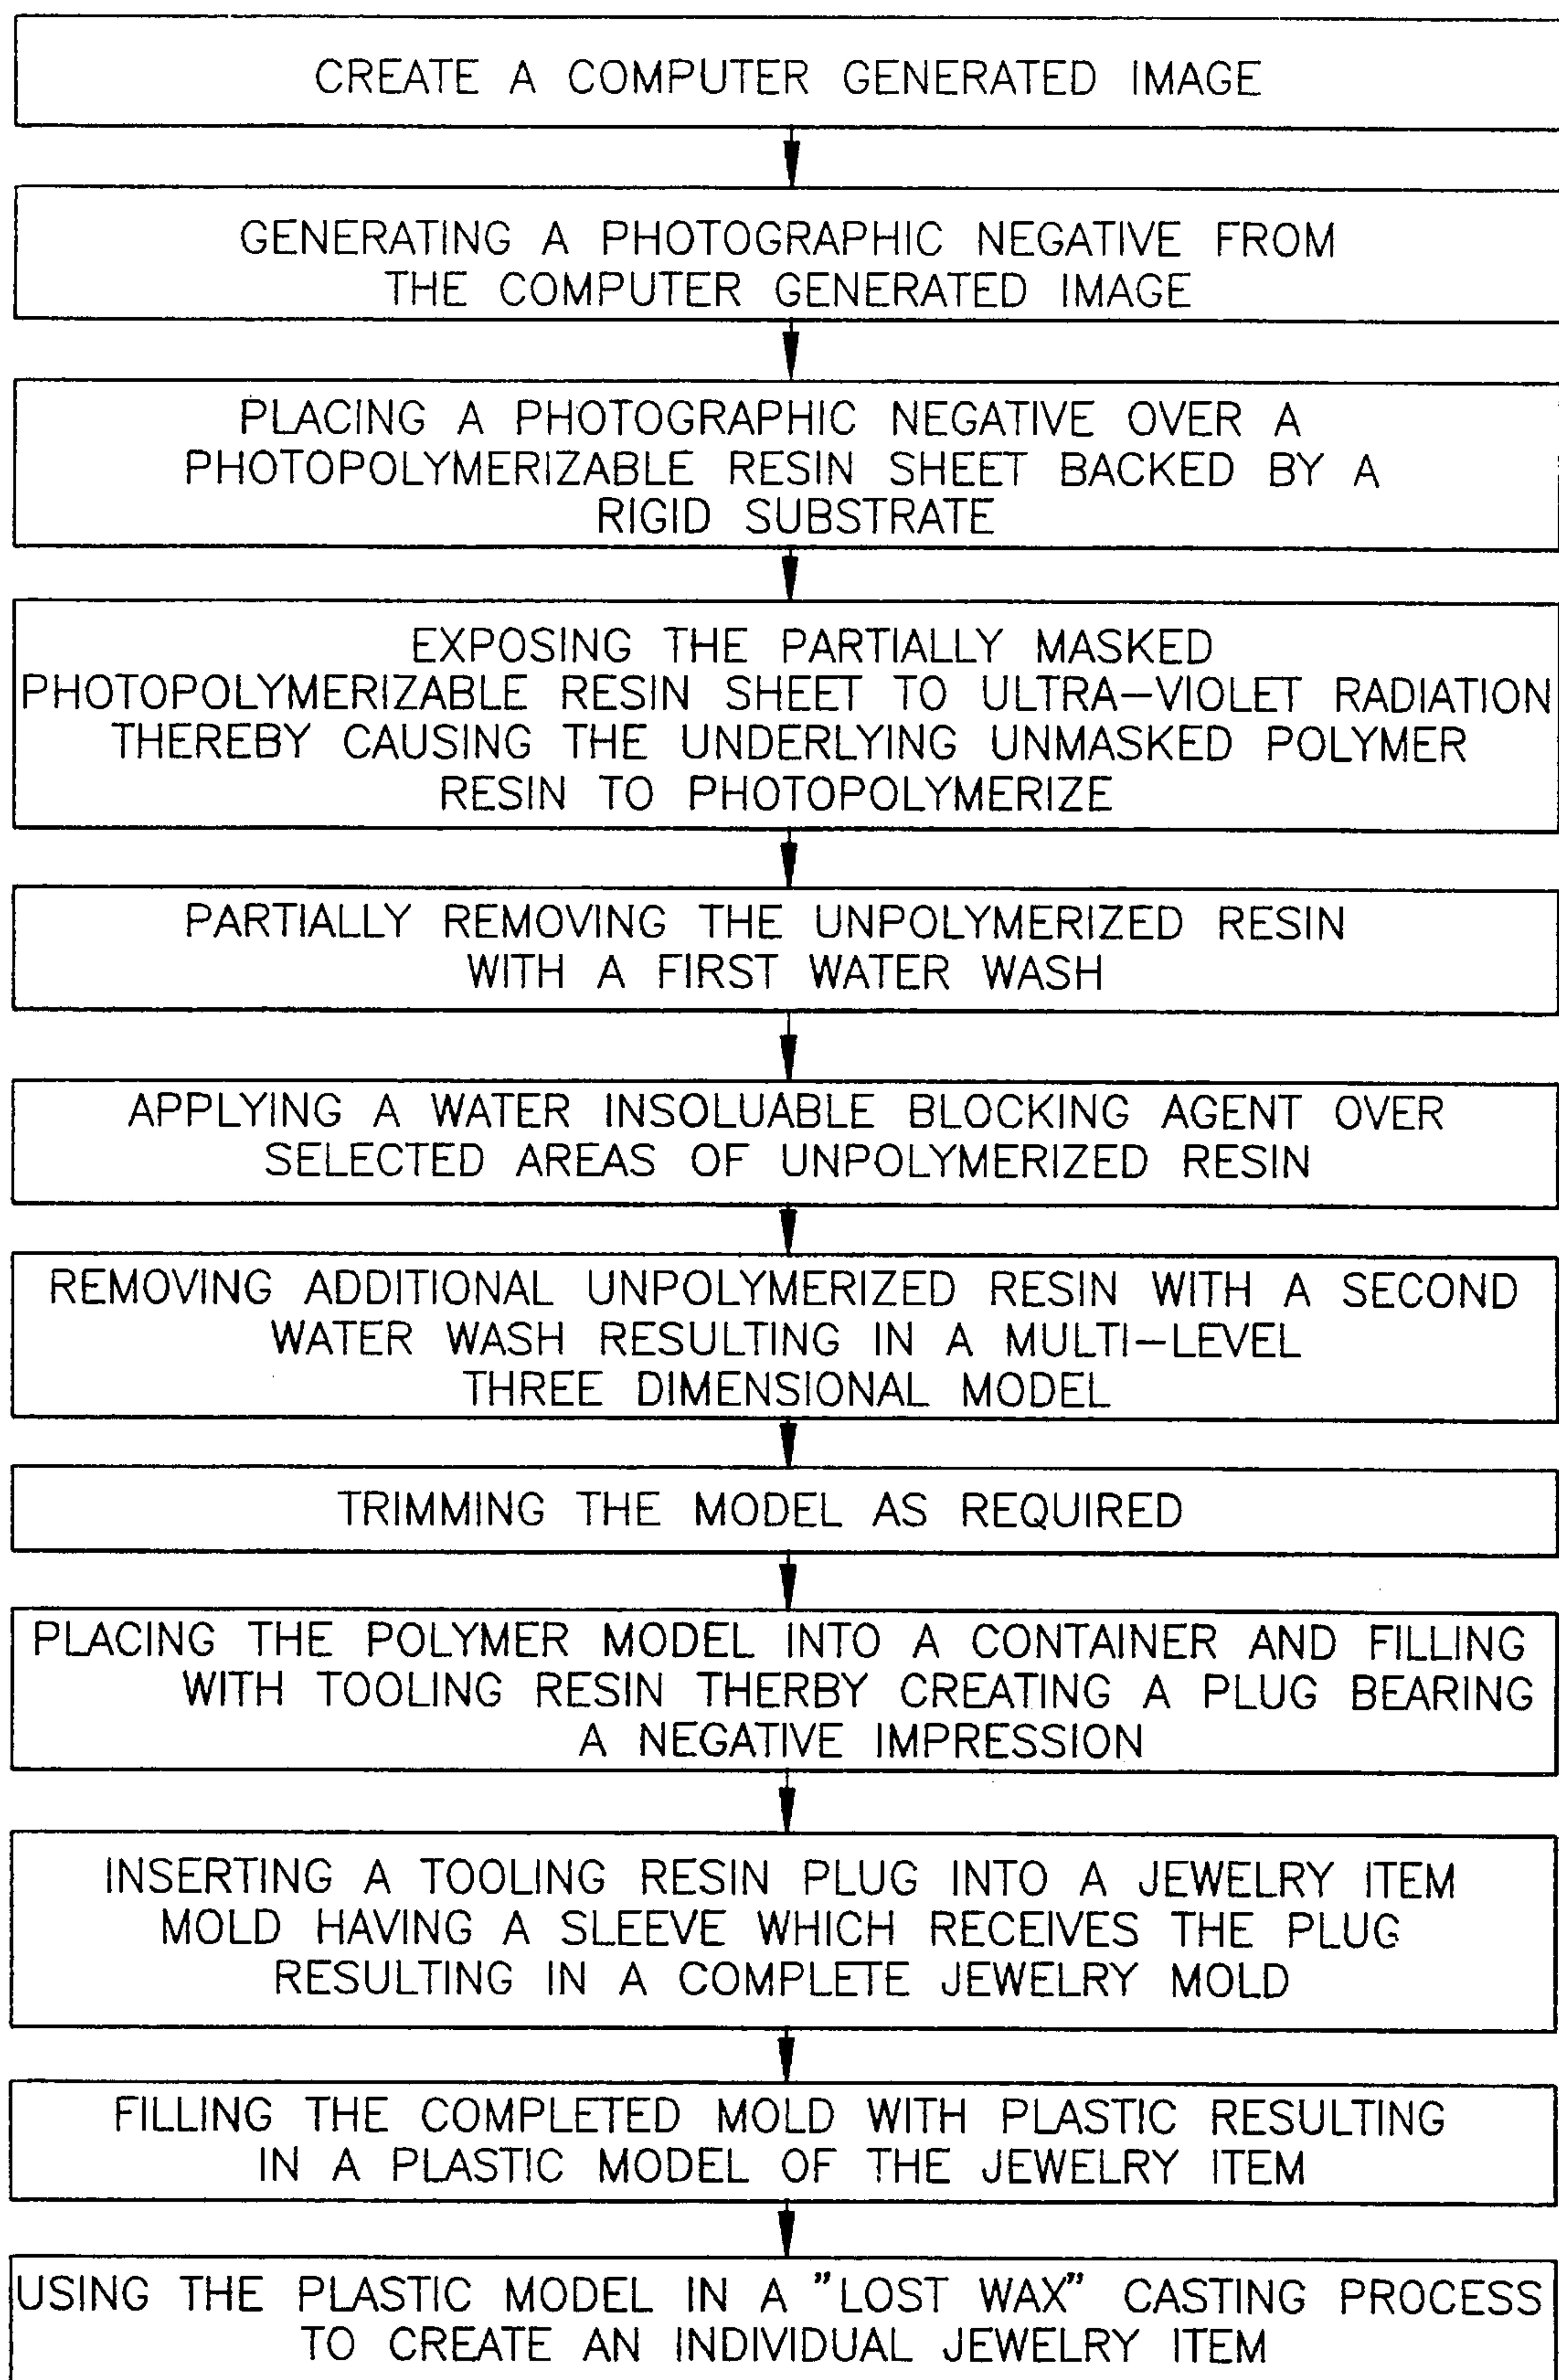 CREATE A COMPUTER GENERATED IMAGE
GENERATING A PHOTOGRAPHIC NEGATIVE FROM
THE COMPUTER GENERATED IMAGE
PLACING A PHOTOGRAPHIC NEGATIVE OVER A
PHOTOPOLYMERIZABLE RESIN SHEET BACKED BY A
RIGID SUBSTRATE
EXPOSING THE PARTIALLY MASKED
PHOTOPOLYMERIZABLE RESIN SHEET TO ULTRA–VIOLET RADIATION
THEREBY CAUSING THE UNDERLYING UNMASKED POLYMER
RESIN TO PHOTOPOLYMERIZE
PARTIALLY REMOVING THE UNPOLYMERIZED RESIN
WITH A FIRST WATER WASH
APPLYING A WATER INSOLUABLE BLOCKING AGENT OVER
SELECTED AREAS OF UNPOLYMERIZED RESIN
REMOVING ADDITIONAL UNPOLYMERIZED RESIN WITH A SECOND
WATER WASH RESULTING IN A MULTI–LEVEL
THREE DIMENSIONAL MODEL
TRIMMING THE MODEL AS REQUIRED
PLACING THE POLYMER MODEL INTO A CONTAINER AND FILLING
WITH TOOLING RESIN THERBY CREATING A PLUG BEARING
A NEGATIVE IMPRESSION
INSERTING A TOOLING RESIN PLUG INTO A JEWELRY ITEM
MOLD HAVING A SLEEVE WHICH RECEIVES THE PLUG
RESULTING IN A COMPLETE JEWELRY MOLD
FILLING THE COMPLETED MOLD WITH PLASTIC RESULTING
IN A PLASTIC MODEL OF THE JEWELRY ITEM
USING THE PLASTIC MODEL IN A "LOST WAX" CASTING PROCESS
TO CREATE AN INDIVIDUAL JEWELRY ITEM